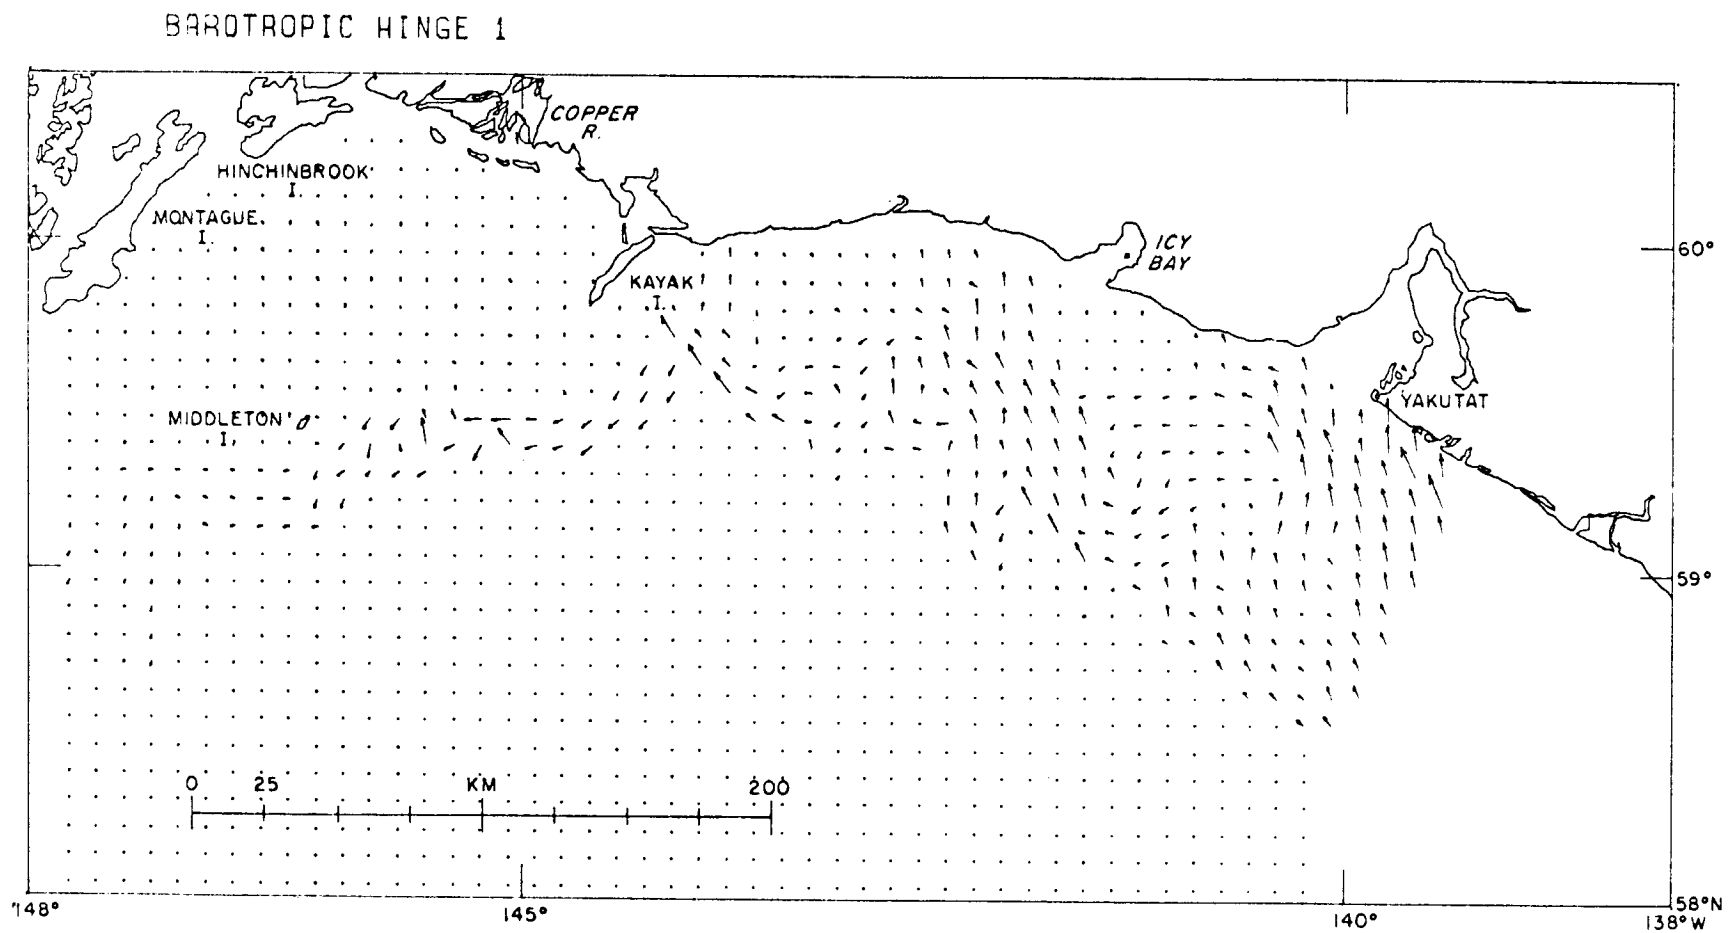 BAROTROPIC HINGE 1
COPPER
R.
HINCHINBROOK
I.
MONTAGUE
I.
ICY
BAY
60°
KAYAK
I.
MIDDLETON
I.
YAKUTAT
59°
0 25 KM 200
148° 145° 140° 138°W
58°N